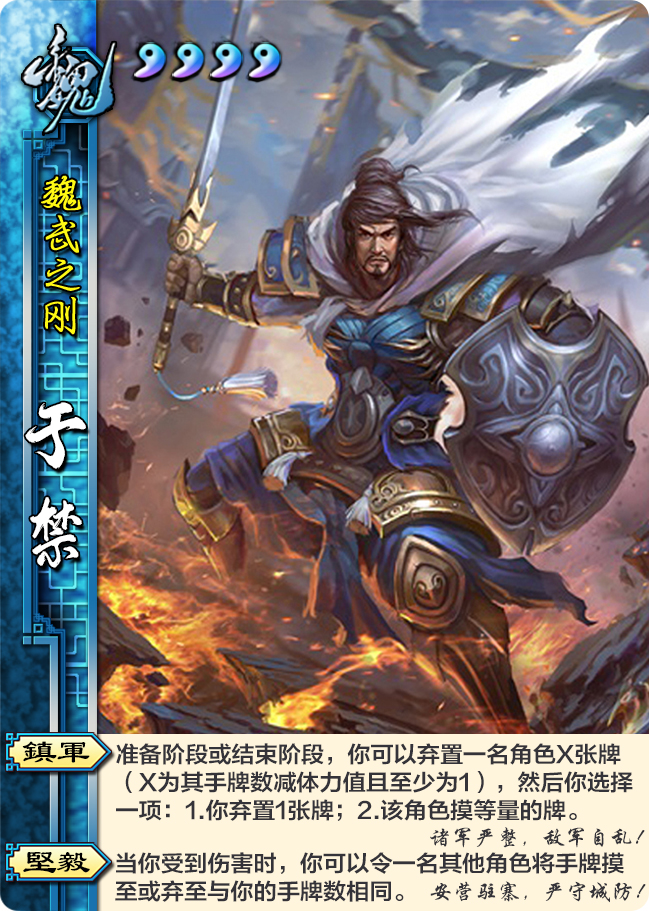 魏
魏武之刚
于禁
鎮軍
准备阶段或结束阶段，你可以弃置一名角色X张牌
（X为其手牌数减体力值且至少为1），然后你选择
一项：1.你弃置1张牌；2.该角色摸等量的牌。
诸军严整，敌军自乱！
堅毅
当你受到伤害时，你可以令一名其他角色将手牌摸
至或弃至与你的手牌数相同。 安营驻寨，严守城防！